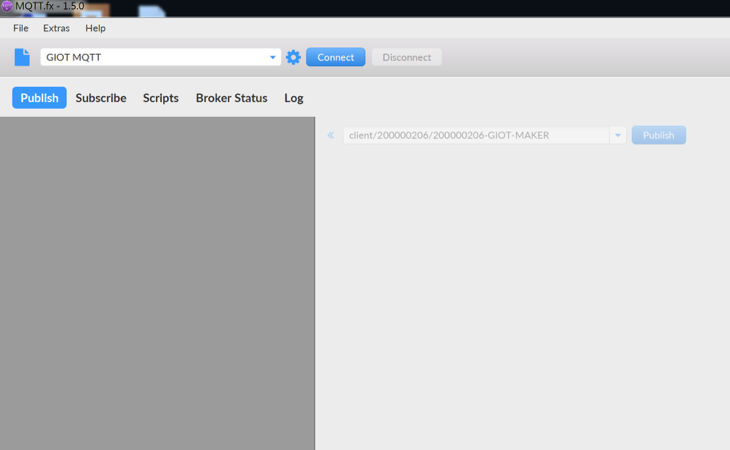 MQTT.fx - 1.5.0
File Extras Help
GIOT MQTT Connect Disconnect
Publish Subscribe Scripts Broker Status Log
« client/200000206/200000206-GIOT-MAKER Publish